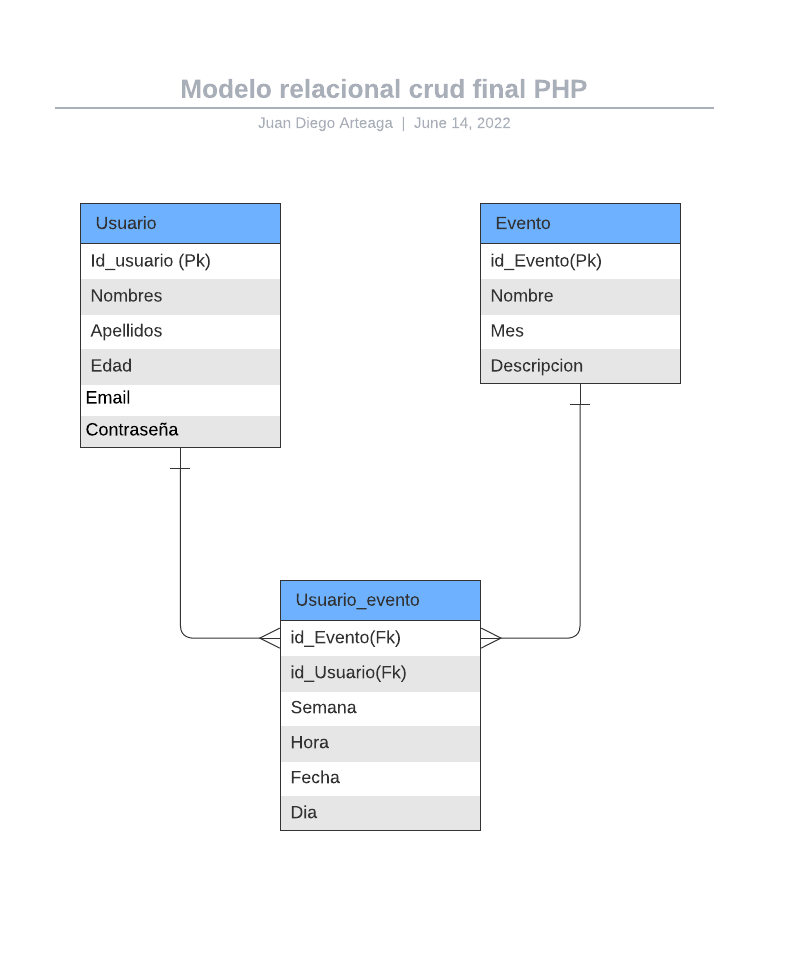 Modelo relacional crud final PHP
Juan Diego Arteaga | June 14, 2022
Usuario
Id_usuario (Pk)
Nombres
Apellidos
Edad
Email
Contraseña
Evento
id_Evento(Pk)
Nombre
Mes
Descripcion
Usuario_evento
id_Evento(Fk)
id_Usuario(Fk)
Semana
Hora
Fecha
Dia